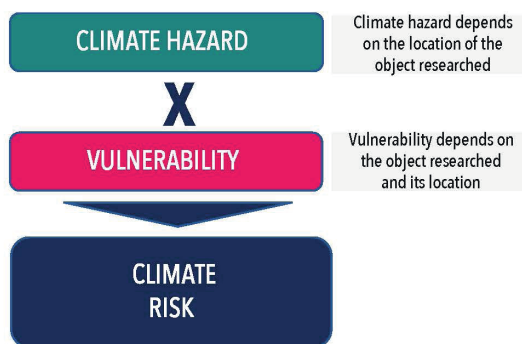 CLIMATE HAZARD
Climate hazard depends
on the location of the
object researched
X
VULNERABILITY
Vulnerability depends on
the object researched
and its location
CLIMATE
RISK